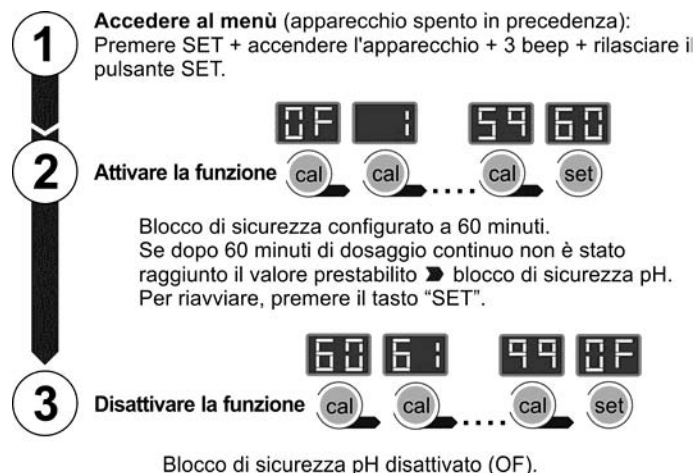 1
Accedere al menù (apparecchio spento in precedenza):
Premere SET + accendere l'apparecchio + 3 beep + rilasciare il
pulsante SET.
OF 1 59 60
2
Attivare la funzione cal cal .... cal set
Blocco di sicurezza configurato a 60 minuti.
Se dopo 60 minuti di dosaggio continuo non è stato
raggiunto il valore prestabilito blocco di sicurezza pH.
Per riavviare, premere il tasto “SET”.
60 61 99 OF
3
Disattivare la funzione cal cal .... cal set
Blocco di sicurezza pH disattivato (OF).